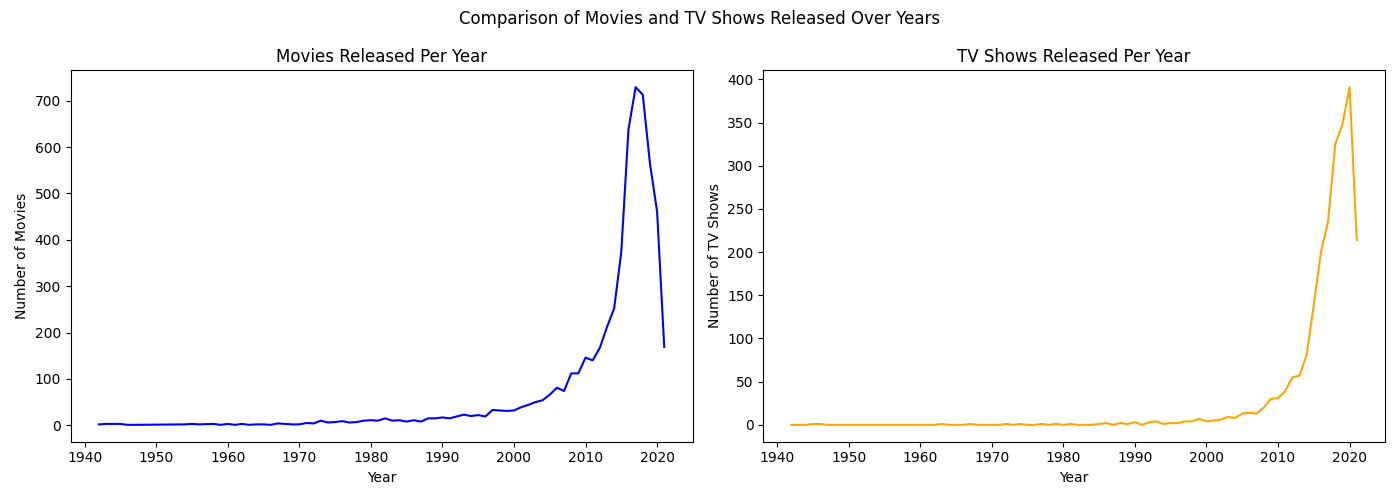 Comparison of Movies and TV Shows Released Over Years
Movies Released Per Year
Number of Movies
700
600
500
400
300
200
100
0
1940 1950 1960 1970 1980 1990 2000 2010 2020
Year
TV Shows Released Per Year
Number of TV Shows
400
350
300
250
200
150
100
50
0
1940 1950 1960 1970 1980 1990 2000 2010 2020
Year